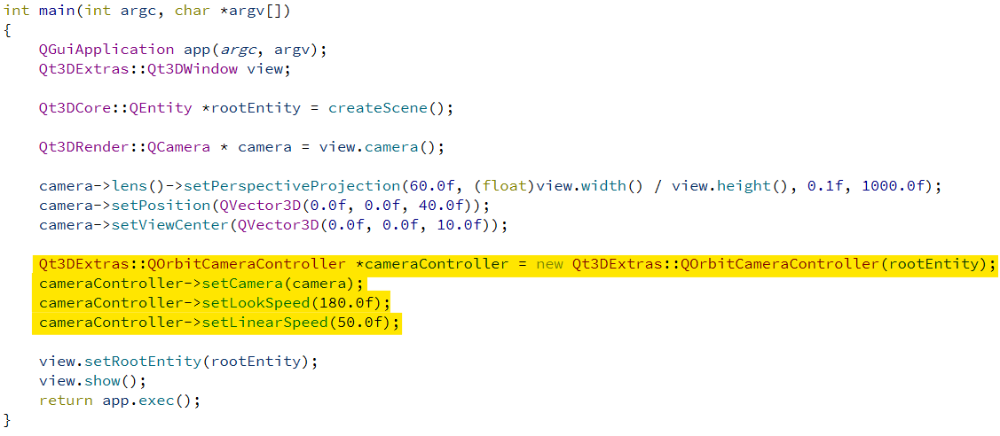 int main(int argc, char *argv[])
{
    QGuiApplication app(argc, argv);
    Qt3DExtras::Qt3DWindow view;

    Qt3DCore::QEntity *rootEntity = createScene();

    Qt3DRender::QCamera * camera = view.camera();

    camera->lens()->setPerspectiveProjection(60.0f, (float)view.width() / view.height(), 0.1f, 1000.0f);
    camera->setPosition(QVector3D(0.0f, 0.0f, 40.0f));
    camera->setViewCenter(QVector3D(0.0f, 0.0f, 10.0f));

    Qt3DExtras::QOrbitCameraController *cameraController = new Qt3DExtras::QOrbitCameraController(rootEntity);
    cameraController->setCamera(camera);
    cameraController->setLookSpeed(180.0f);
    cameraController->setLinearSpeed(50.0f);

    view.setRootEntity(rootEntity);
    view.show();
    return app.exec();
}